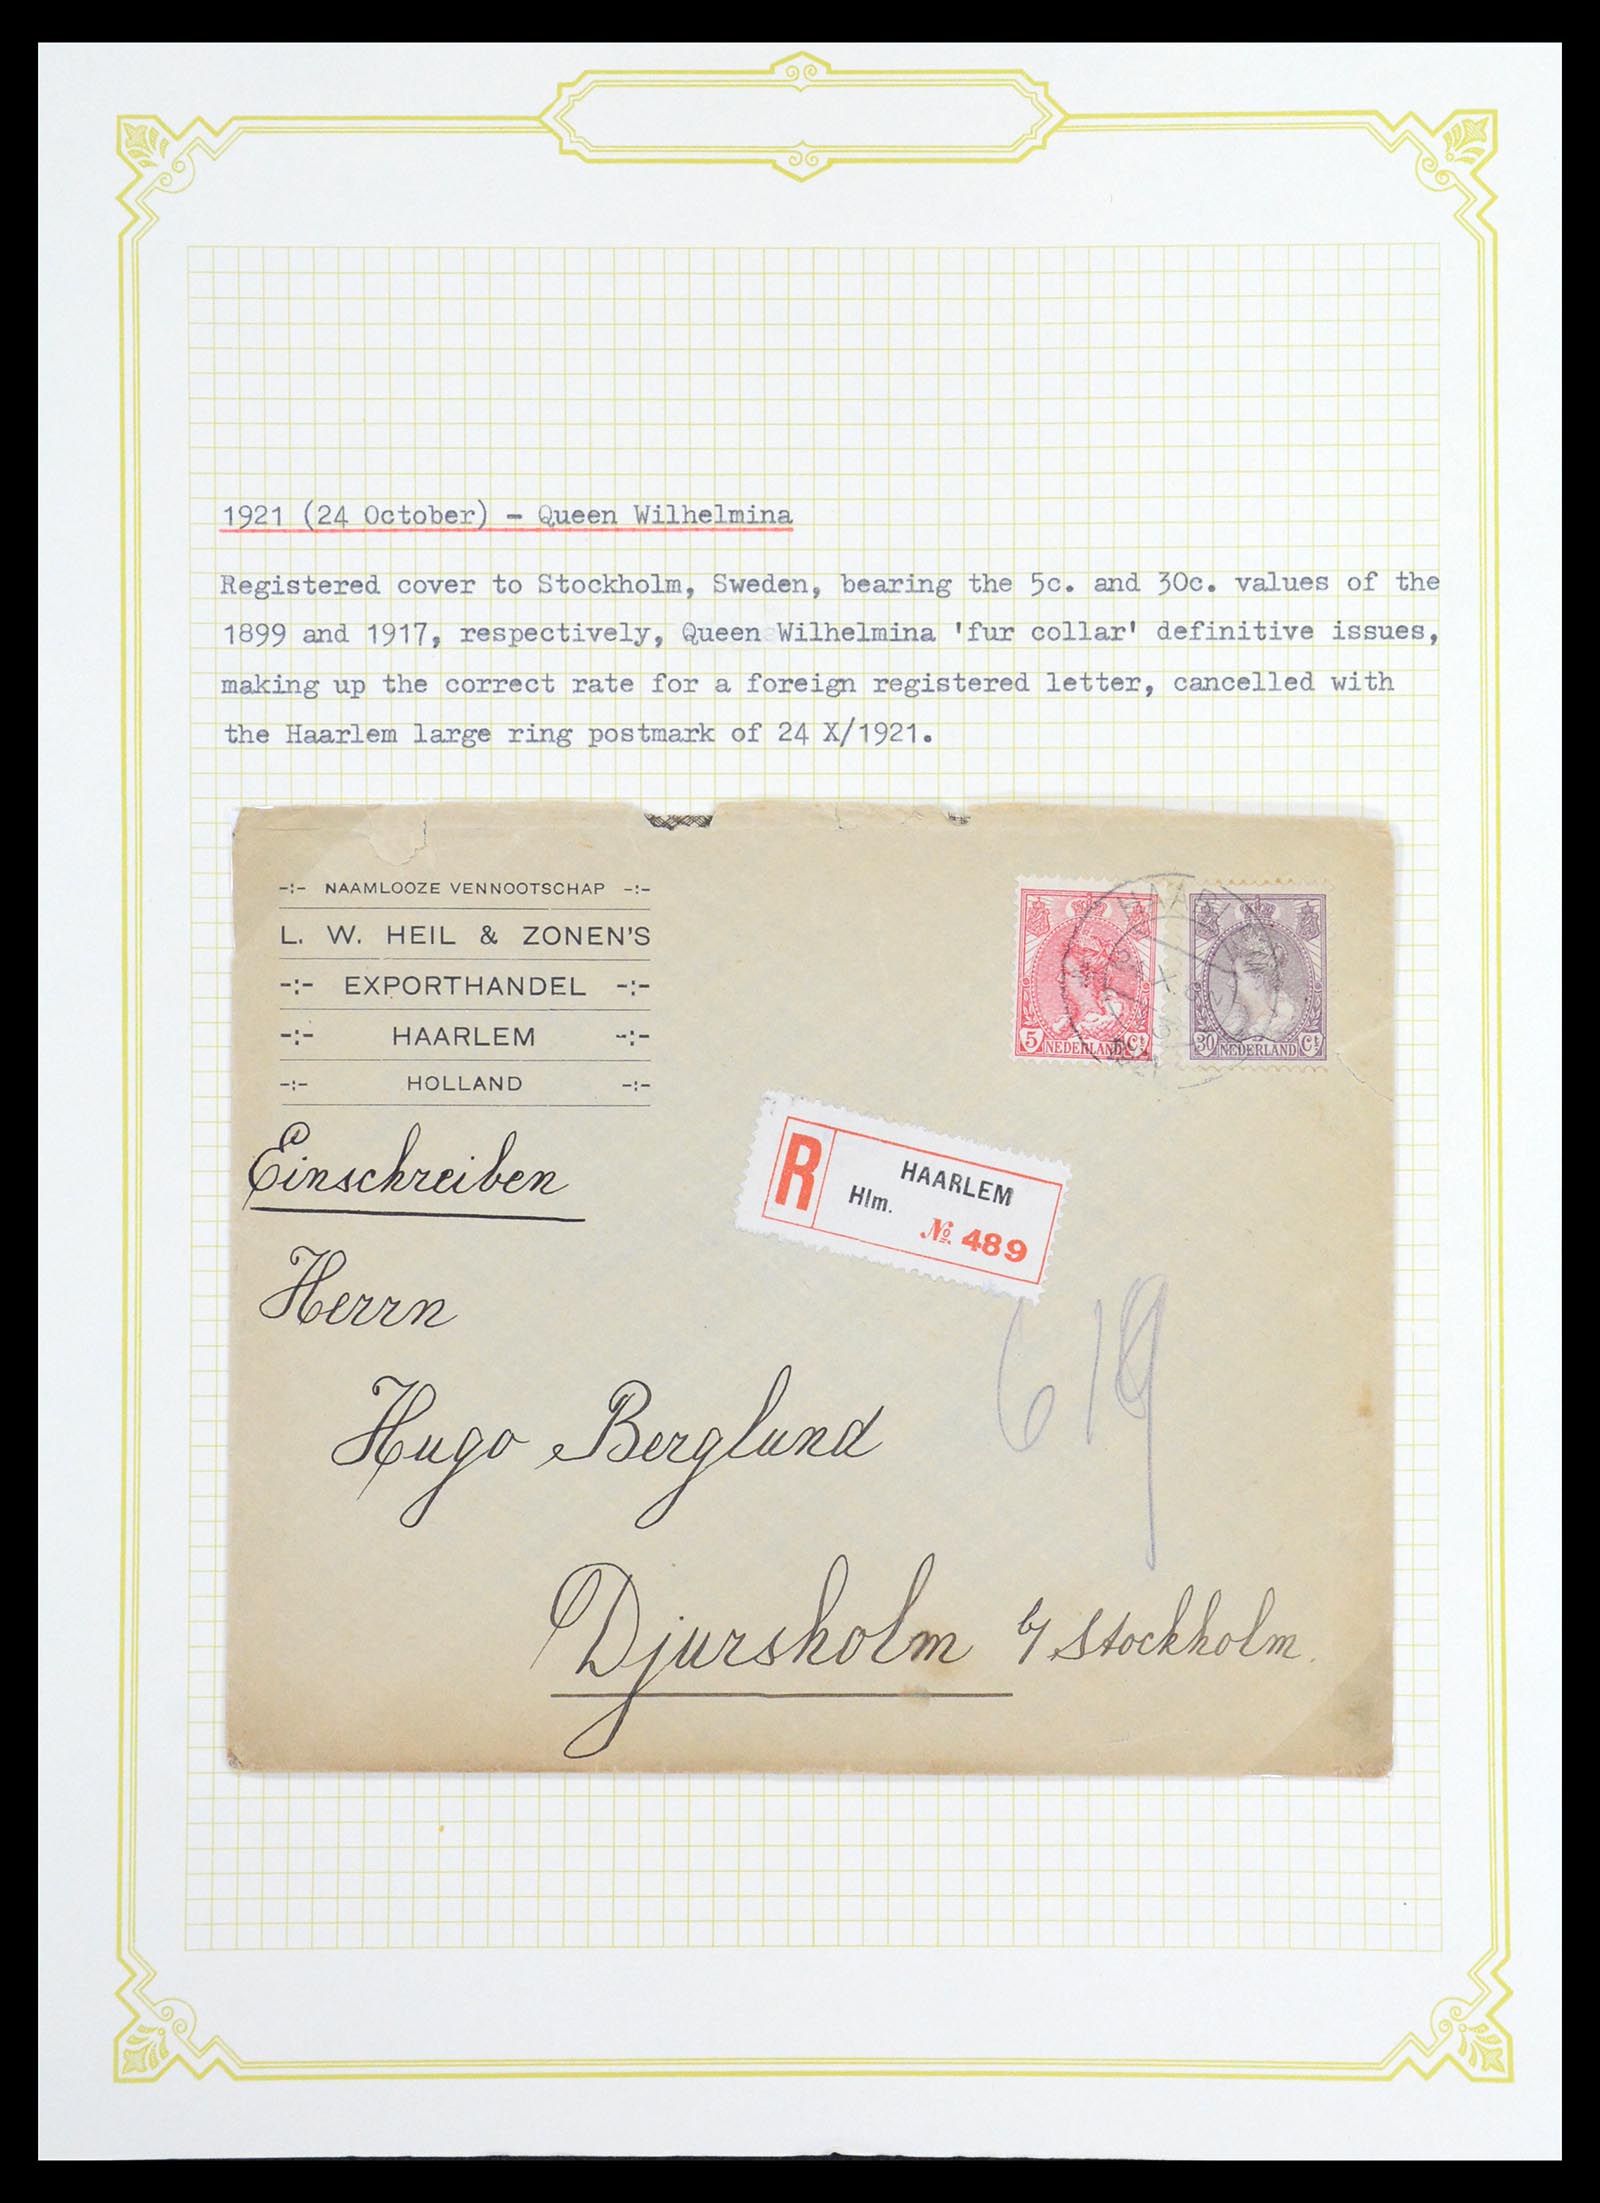 1921 (24 October) - Queen Wilhelmina
Registered cover to Stockholm, Sweden, bearing the 5c. and 30c. values of the
1899 and 1917, respectively, Queen Wilhelmina 'fur collar' definitive issues,
making up the correct rate for a foreign registered letter, cancelled with
the Haarlem large ring postmark of 24 X/1921.
-:- NAAMLOOZE VENNOOTSCHAP -:-
L. W. HEIL & ZONEN'S
-:- EXPORTHANDEL -:-
-:- HAARLEM -:-
-:- HOLLAND -:-
5 NEDERLAND Ct
30 NEDERLAND Ct
Einschreiben
R HAARLEM
Hlm.
No. 489
Herrn
619
Hugo Berglund
Djursholm b/ Stockholm.